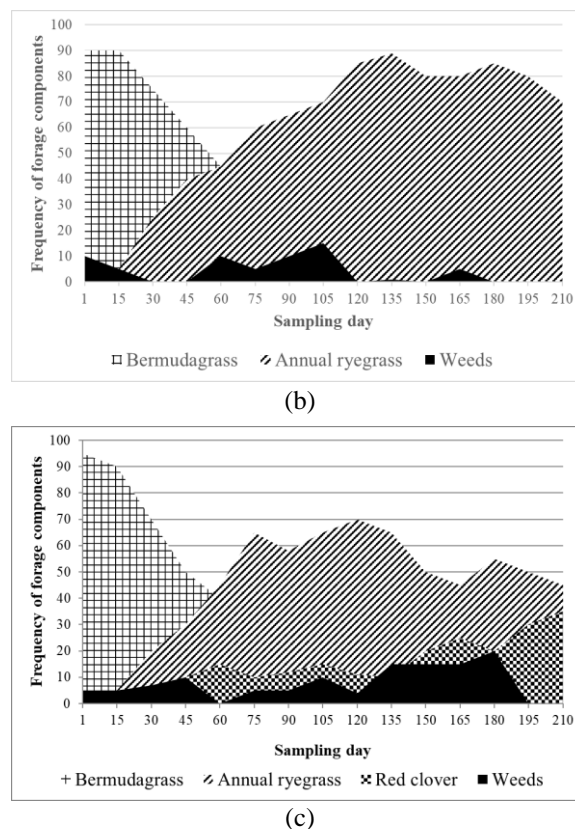 Frequency of forage components
100
90
80
70
60
50
40
30
20
10
0
1 15 30 45 60 75 90 105 120 135 150 165 180 195 210
Sampling day
Bermudagrass Annual ryegrass Weeds
(b)
Frequency of forage components
100
90
80
70
60
50
40
30
20
10
0
1 15 30 45 60 75 90 105 120 135 150 165 180 195 210
Sampling day
Bermudagrass Annual ryegrass Red clover Weeds
(c)